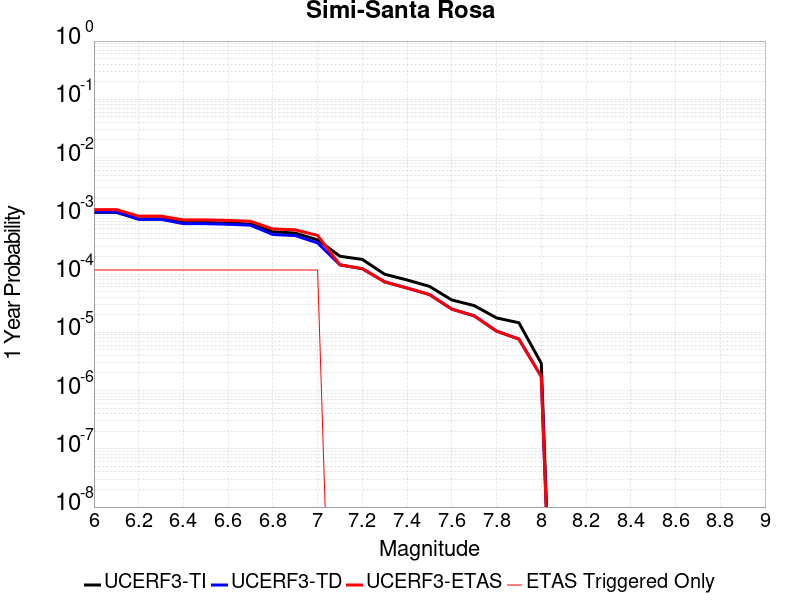 Simi-Santa Rosa
10^0
10^-1
10^-2
10^-3
10^-4
10^-5
10^-6
10^-7
10^-8
1 Year Probability
6 6.2 6.4 6.6 6.8 7 7.2 7.4 7.6 7.8 8 8.2 8.4 8.6 8.8 9
Magnitude
UCERF3-TI UCERF3-TD UCERF3-ETAS ETAS Triggered Only